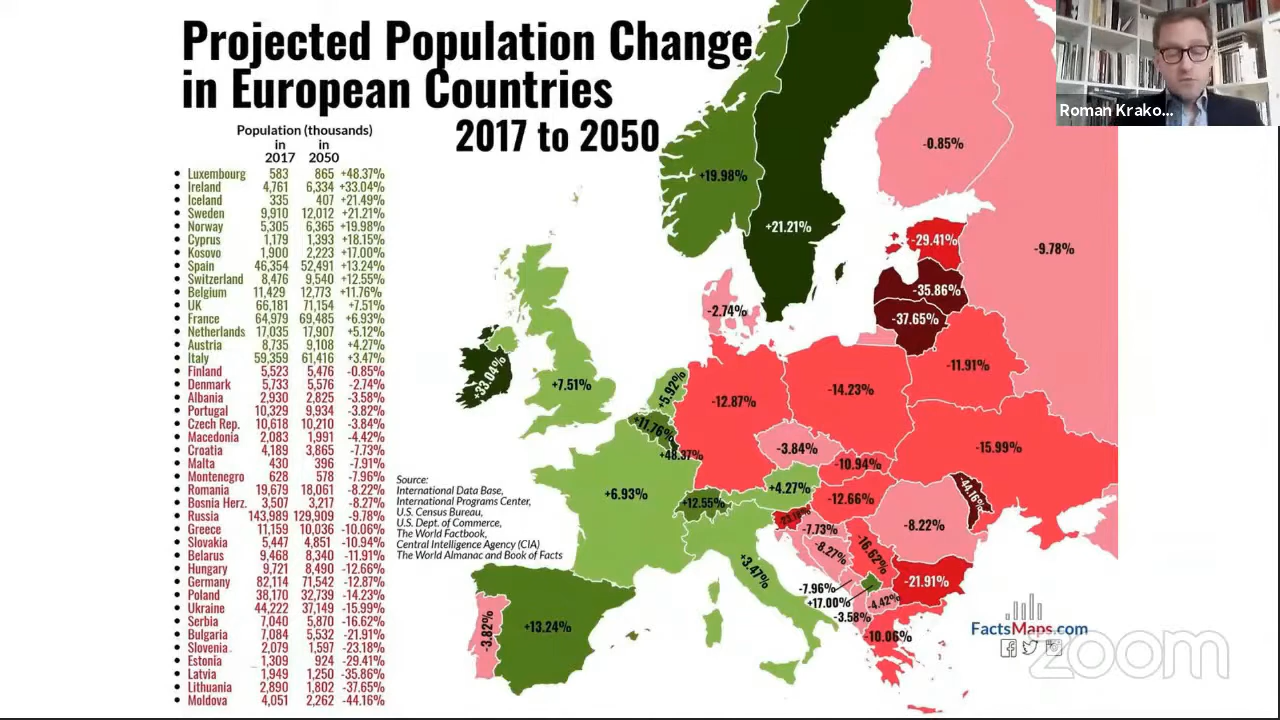 Projected Population Change
in European Countries
2017 to 2050
Roman Krako...
Population (thousands)
in in
2017 2050
• Luxembourg 583 865 +48.37%
• Ireland 4,761 6,334 +33.04%
• Iceland 335 407 +21.49%
• Sweden 9,910 12,012 +21.21%
• Norway 5,305 6,365 +19.98%
• Cyprus 1,179 1,393 +18.15%
• Kosovo 1,900 2,223 +17.00%
• Spain 46,354 52,491 +13.24%
• Switzerland 8,476 9,540 +12.55%
• Belgium 11,429 12,773 +11.76%
• UK 66,181 71,154 +7.51%
• France 64,979 69,485 +6.93%
• Netherlands 17,035 17,907 +5.12%
• Austria 8,735 9,108 +4.27%
• Italy 59,359 61,416 +3.47%
• Finland 5,523 5,476 -0.85%
• Denmark 5,733 5,576 -2.74%
• Albania 2,930 2,825 -3.58%
• Portugal 10,329 9,934 -3.82%
• Czech Rep. 10,618 10,210 -3.84%
• Macedonia 2,083 1,991 -4.42%
• Croatia 4,189 3,865 -7.73%
• Malta 430 396 -7.91%
• Montenegro 628 578 -7.96%
• Romania 19,679 18,061 -8.22%
• Bosnia Herz. 3,507 3,217 -8.27%
• Russia 143,989 129,909 -9.78%
• Greece 11,159 10,036 -10.06%
• Slovakia 5,447 4,851 -10.94%
• Belarus 9,468 8,340 -11.91%
• Hungary 9,721 8,490 -12.66%
• Germany 82,114 71,542 -12.87%
• Poland 38,170 32,739 -14.23%
• Ukraine 44,222 37,149 -15.99%
• Serbia 7,040 5,870 -16.62%
• Bulgaria 7,084 5,532 -21.91%
• Slovenia 2,079 1,597 -23.18%
• Estonia 1,309 924 -29.41%
• Latvia 1,949 1,250 -35.86%
• Lithuania 2,890 1,802 -37.65%
• Moldova 4,051 2,262 -44.16%
Source:
International Data Base,
International Programs Center,
U.S. Census Bureau,
U.S. Dept. of Commerce,
The World Factbook,
Central Intelligence Agency (CIA)
The World Almanac and Book of Facts
-0.85%
+19.98%
+21.21%
-29.41%
-9.78%
-35.86%
-2.74%
-37.65%
-11.91%
+33.04%
+7.51%
+5.92%
-12.87%
-14.23%
+11.76%
-3.84%
-15.99%
+48.37%
-10.94%
+6.93%
+4.27%
-44.16%
+12.55%
-12.66%
-23.18%
-7.73%
-8.22%
-8.27%
-16.62%
+3.47%
-7.96%
-21.91%
+17.00%
-4.42%
-3.58%
-3.82%
+13.24%
-10.06%
FactsMaps.com
zoom